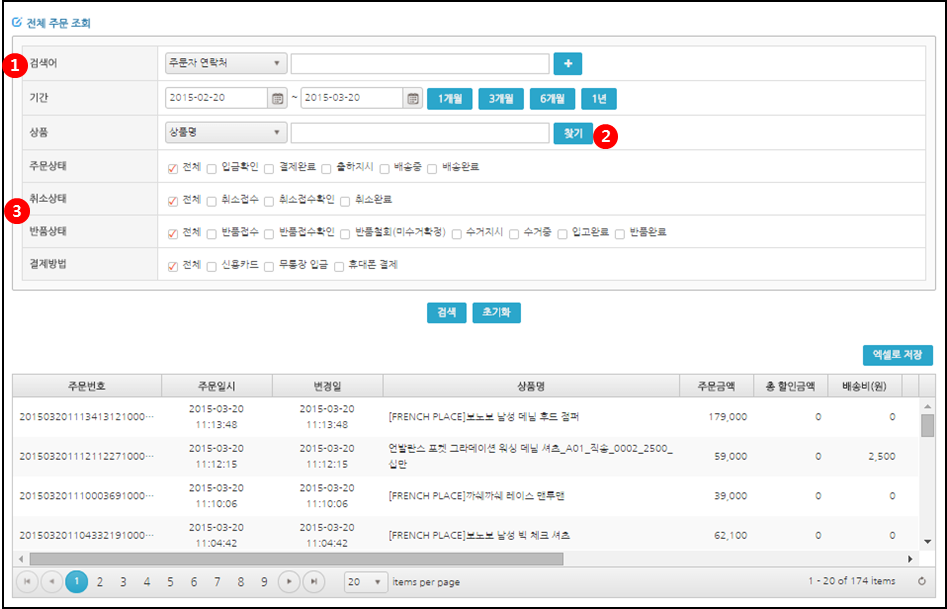 전체 주문 조회
1 검색어 주문자 연락처 +
기간 2015-02-20 ~ 2015-03-20 1개월 3개월 6개월 1년
상품 상품명 찾기 2
주문상태 전체 입금확인 결제완료 출하지시 배송중 배송완료
취소상태 전체 취소접수 취소접수확인 취소완료
3
반품상태 전체 반품접수 반품접수확인 반품철회(미수거확정) 수거지시 수거중 입고완료 반품완료
결제방법 전체 신용카드 무통장 입금 휴대폰 결제
검색 초기화
엑셀로 저장
주문번호 주문일시 변경일 상품명 주문금액 총 할인금액 배송비(원)
201503201113413121000… 2015-03-20 11:13:48 2015-03-20 11:13:48 [FRENCH PLACE]보노보 남성 데님 후드 점퍼 179,000 0 0
201503201112112271000… 2015-03-20 11:12:15 2015-03-20 11:12:15 언발란스 포켓 그라데이션 워싱 데님 셔츠_A01_직송_0002_2500_십만 59,000 0 2,500
201503201110003691000… 2015-03-20 11:10:06 2015-03-20 11:10:06 [FRENCH PLACE]까쉐까쉐 레이스 맨투맨 39,000 0 0
201503201104332191000… 2015-03-20 11:04:42 2015-03-20 11:04:42 [FRENCH PLACE]보노보 남성 빅 체크 셔츠 62,100 0 0
1 2 3 4 5 6 7 8 9 20 items per page 1 - 20 of 174 items